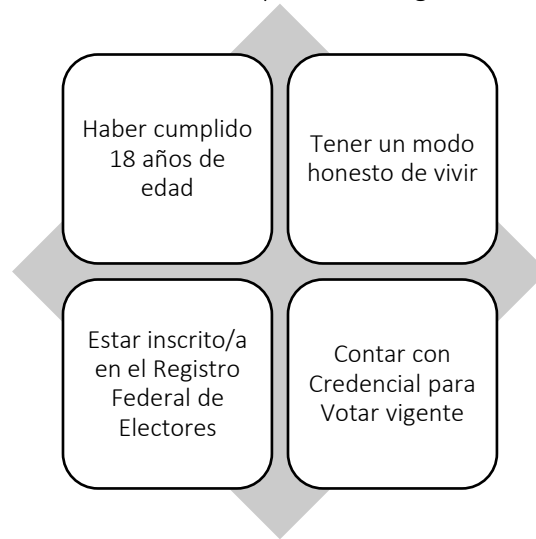 Haber cumplido
18 años de
edad
Tener un modo
honesto de vivir
Estar inscrito/a
en el Registro
Federal de
Electores
Contar con
Credencial para
Votar vigente